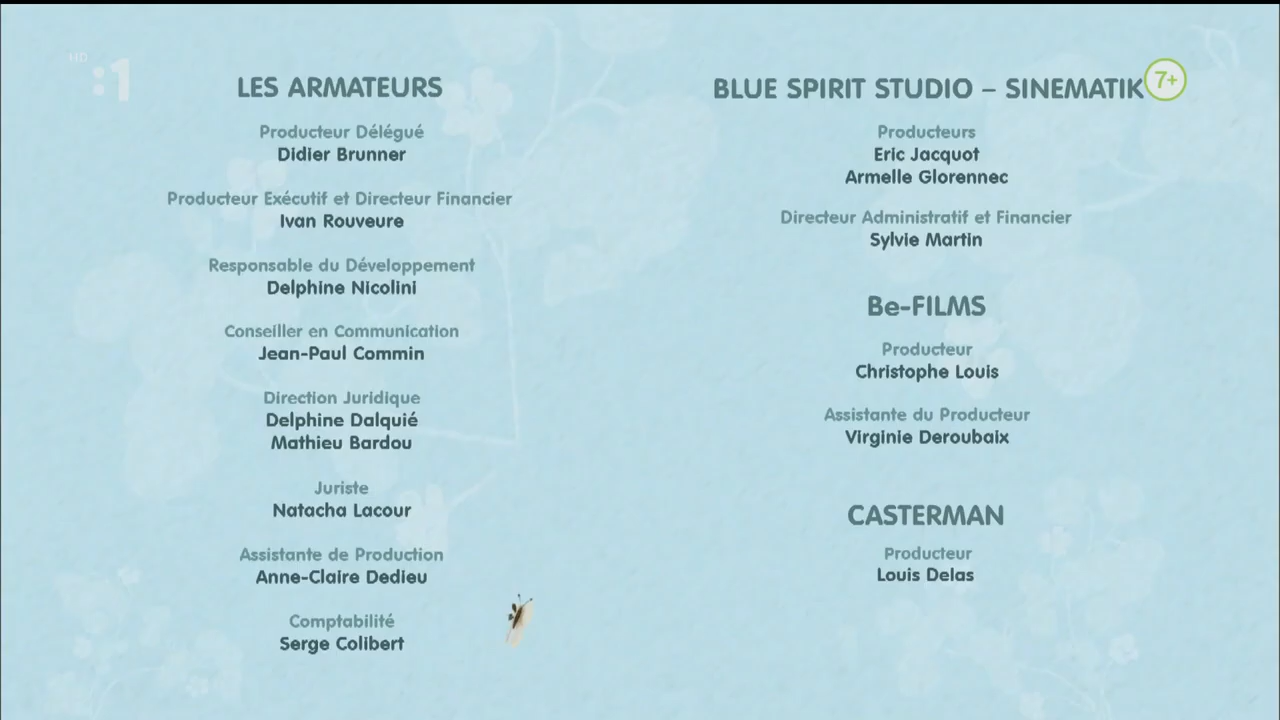 HD
:1
7+
LES ARMATEURS
Producteur Délégué
Didier Brunner
Producteur Exécutif et Directeur Financier
Ivan Rouveure
Responsable du Développement
Delphine Nicolini
Conseiller en Communication
Jean-Paul Commin
Direction Juridique
Delphine Dalquié
Mathieu Bardou
Juriste
Natacha Lacour
Assistante de Production
Anne-Claire Dedieu
Comptabilité
Serge Colibert
BLUE SPIRIT STUDIO – SINEMATIK
Producteurs
Eric Jacquot
Armelle Glorennec
Directeur Administratif et Financier
Sylvie Martin
Be-FILMS
Producteur
Christophe Louis
Assistante du Producteur
Virginie Deroubaix
CASTERMAN
Producteur
Louis Delas